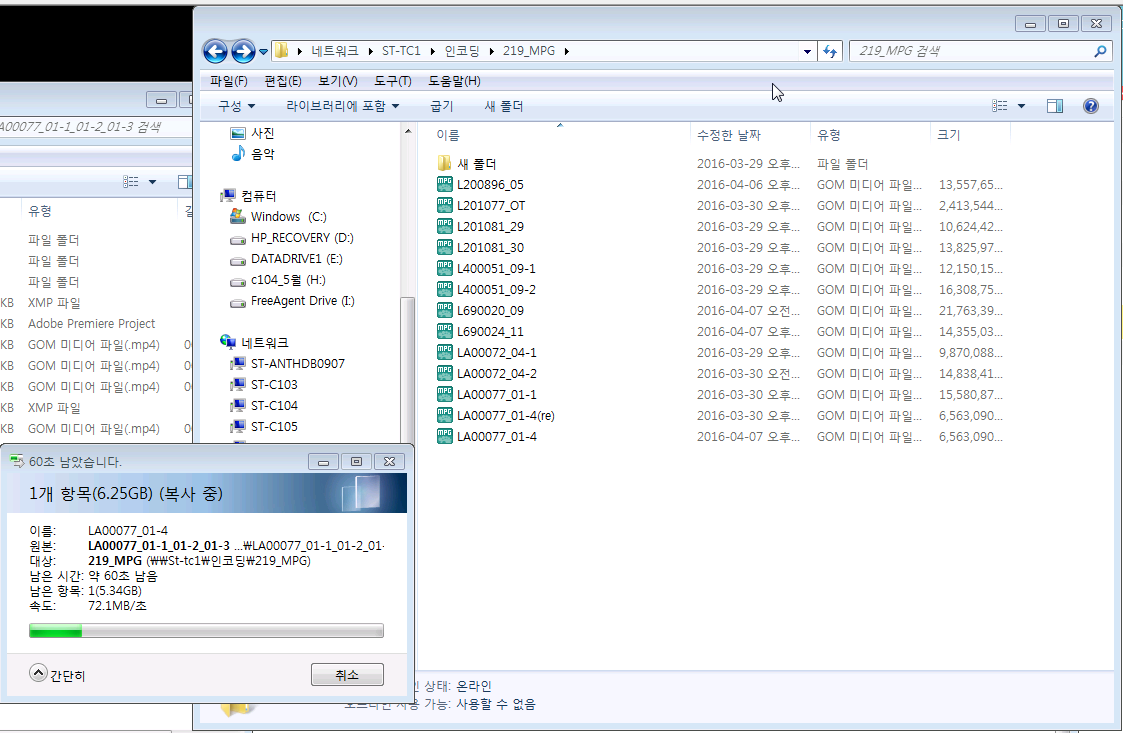 네트워크 ▸ ST-TC1 ▸ 인코딩 ▸ 219_MPG ▸
219_MPG 검색
파일(F) 편집(E) 보기(V) 도구(T) 도움말(H)
구성 라이브러리에 포함 굽기 새 폴더
A00077_01-1_01-2_01-3 검색
유형
파일 폴더
파일 폴더
파일 폴더
KB XMP 파일
KB Adobe Premiere Project
KB GOM 미디어 파일(.mp4)
KB GOM 미디어 파일(.mp4)
KB GOM 미디어 파일(.mp4)
KB XMP 파일
KB GOM 미디어 파일(.mp4)
사진
음악
컴퓨터
Windows (C:)
HP_RECOVERY (D:)
DATADRIVE1 (E:)
c104_5월 (H:)
FreeAgent Drive (I:)
네트워크
ST-ANTHDB0907
ST-C103
ST-C104
ST-C105
이름 수정한 날짜 유형 크기
새 폴더 2016-03-29 오후... 파일 폴더
L200896_05 2016-04-06 오후... GOM 미디어 파일... 13,557,65...
L201077_OT 2016-03-30 오후... GOM 미디어 파일... 2,413,544...
L201081_29 2016-03-29 오후... GOM 미디어 파일... 10,624,42...
L201081_30 2016-03-29 오후... GOM 미디어 파일... 13,825,97...
L400051_09-1 2016-03-29 오후... GOM 미디어 파일... 12,150,15...
L400051_09-2 2016-03-29 오후... GOM 미디어 파일... 16,308,75...
L690020_09 2016-04-07 오전... GOM 미디어 파일... 21,763,39...
L690024_11 2016-04-07 오후... GOM 미디어 파일... 14,355,03...
LA00072_04-1 2016-03-29 오후... GOM 미디어 파일... 9,870,088...
LA00072_04-2 2016-03-30 오전... GOM 미디어 파일... 14,838,41...
LA00077_01-1 2016-03-30 오후... GOM 미디어 파일... 15,580,87...
LA00077_01-4(re) 2016-03-30 오후... GOM 미디어 파일... 6,563,090...
LA00077_01-4 2016-04-07 오후... GOM 미디어 파일... 6,563,090...
60초 남았습니다.
1개 항목(6.25GB) (복사 중)
이름: LA00077_01-4
원본: LA00077_01-1_01-2_01-3 ...₩LA00077_01-1_01-2_01-
대상: 219_MPG (₩₩St-tc1₩인코딩₩219_MPG)
남은 시간: 약 60초 남음
남은 항목: 1(5.34GB)
속도: 72.1MB/초
간단히
취소
상태: 온라인
가능: 사용할 수 없음